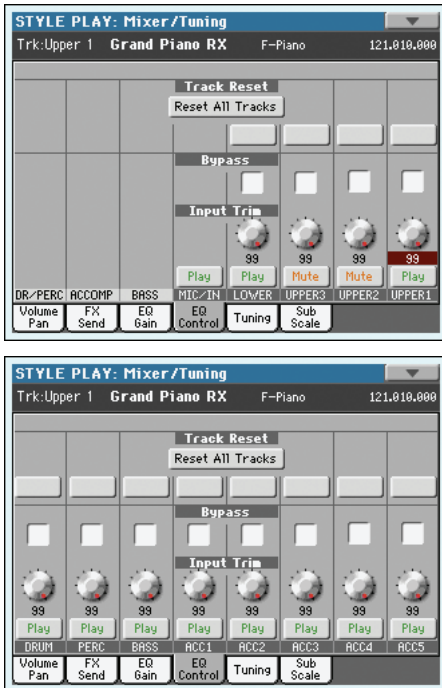 STYLE PLAY: Mixer/Tuning
Trk:Upper 1 Grand Piano RX F-Piano 121.010.000
Track Reset
Reset All Tracks
Bypass
Input Trim
99 99 99 99
Play Play Mute Mute Play
DR/PERC ACCOMP BASS MIC/IN LOWER UPPER3 UPPER2 UPPER1
Volume Pan FX Send EQ Gain EQ Control Tuning Sub Scale
STYLE PLAY: Mixer/Tuning
Trk:Upper 1 Grand Piano RX F-Piano 121.010.000
Track Reset
Reset All Tracks
Bypass
Input Trim
99 99 99 99 99 99 99 99
Play Play Play Play Play Play Play Play
DRUM PERC BASS ACC1 ACC2 ACC3 ACC4 ACC5
Volume Pan FX Send EQ Gain EQ Control Tuning Sub Scale